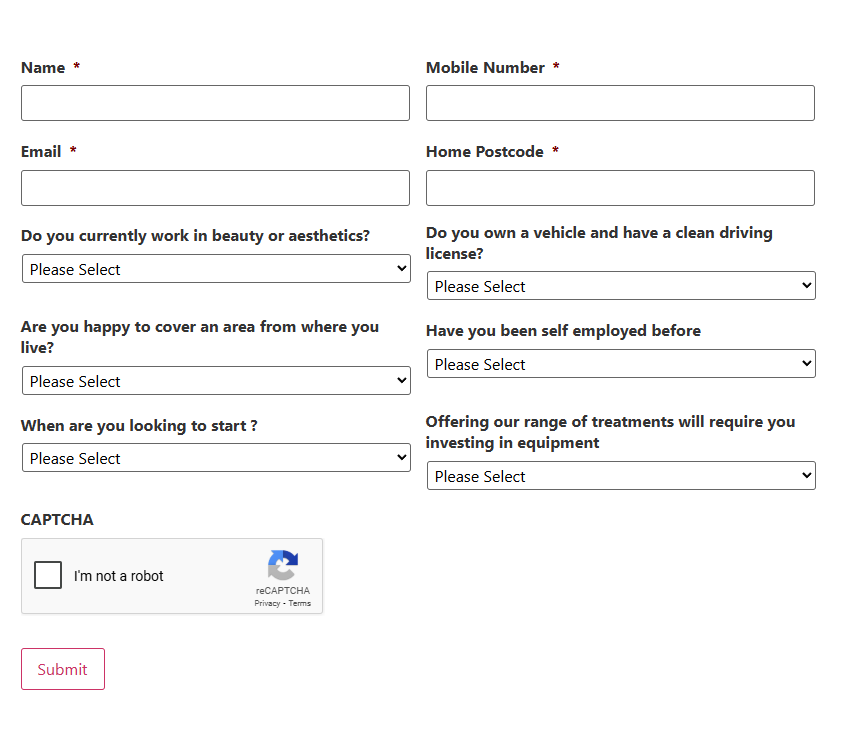 Name *
Mobile Number *
Email *
Home Postcode *
Do you currently work in beauty or aesthetics?
Please Select
Do you own a vehicle and have a clean driving
license?
Please Select
Are you happy to cover an area from where you
live?
Please Select
Have you been self employed before
Please Select
When are you looking to start ?
Please Select
Offering our range of treatments will require you
investing in equipment
Please Select
CAPTCHA
I'm not a robot
reCAPTCHA
Privacy - Terms
Submit